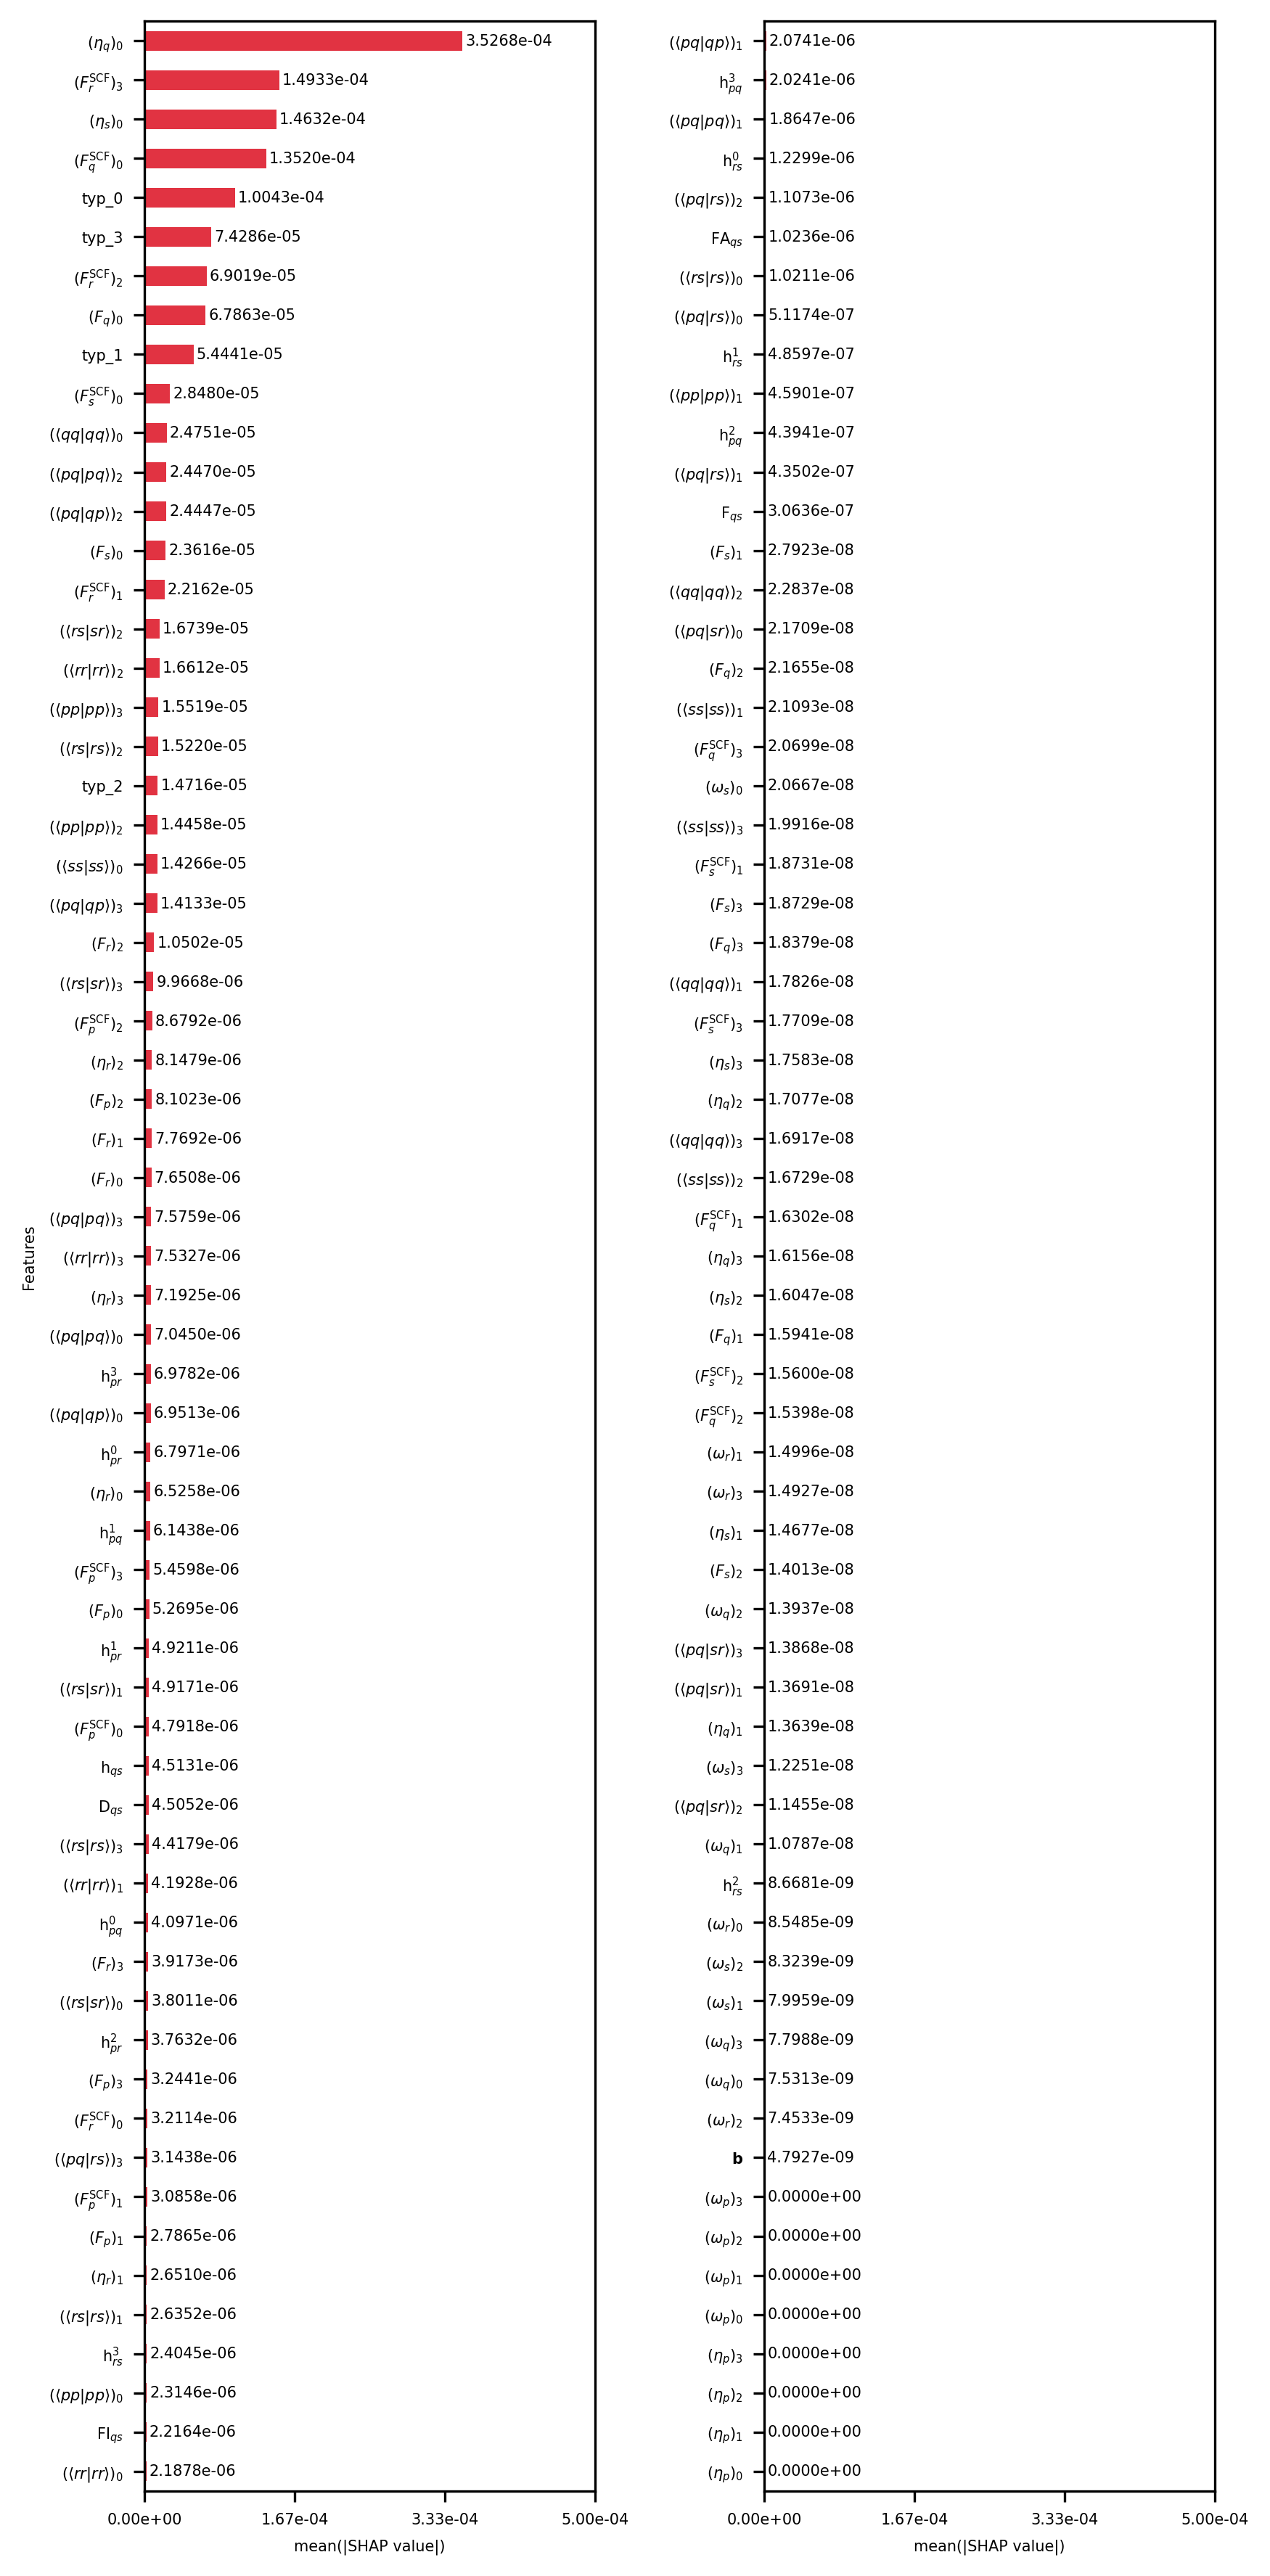 Features
(η_q)_0 3.5268e-04
(F_r^SCF)_3 1.4933e-04
(η_s)_0 1.4632e-04
(F_q^SCF)_0 1.3520e-04
typ_0 1.0043e-04
typ_3 7.4286e-05
(F_r^SCF)_2 6.9019e-05
(F_q)_0 6.7863e-05
typ_1 5.4441e-05
(F_s^SCF)_0 2.8480e-05
(⟨qq|qq⟩)_0 2.4751e-05
(⟨pq|pq⟩)_2 2.4470e-05
(⟨pq|qp⟩)_2 2.4447e-05
(F_s)_0 2.3616e-05
(F_r^SCF)_1 2.2162e-05
(⟨rs|sr⟩)_2 1.6739e-05
(⟨rr|rr⟩)_2 1.6612e-05
(⟨pp|pp⟩)_3 1.5519e-05
(⟨rs|rs⟩)_2 1.5220e-05
typ_2 1.4716e-05
(⟨pp|pp⟩)_2 1.4458e-05
(⟨ss|ss⟩)_0 1.4266e-05
(⟨pq|qp⟩)_3 1.4133e-05
(F_r)_2 1.0502e-05
(⟨rs|sr⟩)_3 9.9668e-06
(F_p^SCF)_2 8.6792e-06
(η_r)_2 8.1479e-06
(F_p)_2 8.1023e-06
(F_r)_1 7.7692e-06
(F_r)_0 7.6508e-06
(⟨pq|pq⟩)_3 7.5759e-06
(⟨rr|rr⟩)_3 7.5327e-06
(η_r)_3 7.1925e-06
(⟨pq|pq⟩)_0 7.0450e-06
h_pr^3 6.9782e-06
(⟨pq|qp⟩)_0 6.9513e-06
h_pr^0 6.7971e-06
(η_r)_0 6.5258e-06
h_pq^1 6.1438e-06
(F_p^SCF)_3 5.4598e-06
(F_p)_0 5.2695e-06
h_pr^1 4.9211e-06
(⟨rs|sr⟩)_1 4.9171e-06
(F_p^SCF)_0 4.7918e-06
h_qs 4.5131e-06
D_qs 4.5052e-06
(⟨rs|rs⟩)_3 4.4179e-06
(⟨rr|rr⟩)_1 4.1928e-06
h_pq^0 4.0971e-06
(F_r)_3 3.9173e-06
(⟨rs|sr⟩)_0 3.8011e-06
h_pr^2 3.7632e-06
(F_p)_3 3.2441e-06
(F_r^SCF)_0 3.2114e-06
(⟨pq|rs⟩)_3 3.1438e-06
(F_p^SCF)_1 3.0858e-06
(F_p)_1 2.7865e-06
(η_r)_1 2.6510e-06
(⟨rs|rs⟩)_1 2.6352e-06
h_rs^3 2.4045e-06
(⟨pp|pp⟩)_0 2.3146e-06
FI_qs 2.2164e-06
(⟨rr|rr⟩)_0 2.1878e-06
0.00e+00 1.67e-04 3.33e-04 5.00e-04
mean(|SHAP value|)
(⟨pq|qp⟩)_1 2.0741e-06
h_pq^3 2.0241e-06
(⟨pq|pq⟩)_1 1.8647e-06
h_rs^0 1.2299e-06
(⟨pq|rs⟩)_2 1.1073e-06
FA_qs 1.0236e-06
(⟨rs|rs⟩)_0 1.0211e-06
(⟨pq|rs⟩)_0 5.1174e-07
h_rs^1 4.8597e-07
(⟨pp|pp⟩)_1 4.5901e-07
h_pq^2 4.3941e-07
(⟨pq|rs⟩)_1 4.3502e-07
F_qs 3.0636e-07
(F_s)_1 2.7923e-08
(⟨qq|qq⟩)_2 2.2837e-08
(⟨pq|sr⟩)_0 2.1709e-08
(F_q)_2 2.1655e-08
(⟨ss|ss⟩)_1 2.1093e-08
(F_q^SCF)_3 2.0699e-08
(ω_s)_0 2.0667e-08
(⟨ss|ss⟩)_3 1.9916e-08
(F_s^SCF)_1 1.8731e-08
(F_s)_3 1.8729e-08
(F_q)_3 1.8379e-08
(⟨qq|qq⟩)_1 1.7826e-08
(F_s^SCF)_3 1.7709e-08
(η_s)_3 1.7583e-08
(η_q)_2 1.7077e-08
(⟨qq|qq⟩)_3 1.6917e-08
(⟨ss|ss⟩)_2 1.6729e-08
(F_q^SCF)_1 1.6302e-08
(η_q)_3 1.6156e-08
(η_s)_2 1.6047e-08
(F_q)_1 1.5941e-08
(F_s^SCF)_2 1.5600e-08
(F_q^SCF)_2 1.5398e-08
(ω_r)_1 1.4996e-08
(ω_r)_3 1.4927e-08
(η_s)_1 1.4677e-08
(F_s)_2 1.4013e-08
(ω_q)_2 1.3937e-08
(⟨pq|sr⟩)_3 1.3868e-08
(⟨pq|sr⟩)_1 1.3691e-08
(η_q)_1 1.3639e-08
(ω_s)_3 1.2251e-08
(⟨pq|sr⟩)_2 1.1455e-08
(ω_q)_1 1.0787e-08
h_rs^2 8.6681e-09
(ω_r)_0 8.5485e-09
(ω_s)_2 8.3239e-09
(ω_s)_1 7.9959e-09
(ω_q)_3 7.7988e-09
(ω_q)_0 7.5313e-09
(ω_r)_2 7.4533e-09
b 4.7927e-09
(ω_p)_3 0.0000e+00
(ω_p)_2 0.0000e+00
(ω_p)_1 0.0000e+00
(ω_p)_0 0.0000e+00
(η_p)_3 0.0000e+00
(η_p)_2 0.0000e+00
(η_p)_1 0.0000e+00
(η_p)_0 0.0000e+00
0.00e+00 1.67e-04 3.33e-04 5.00e-04
mean(|SHAP value|)